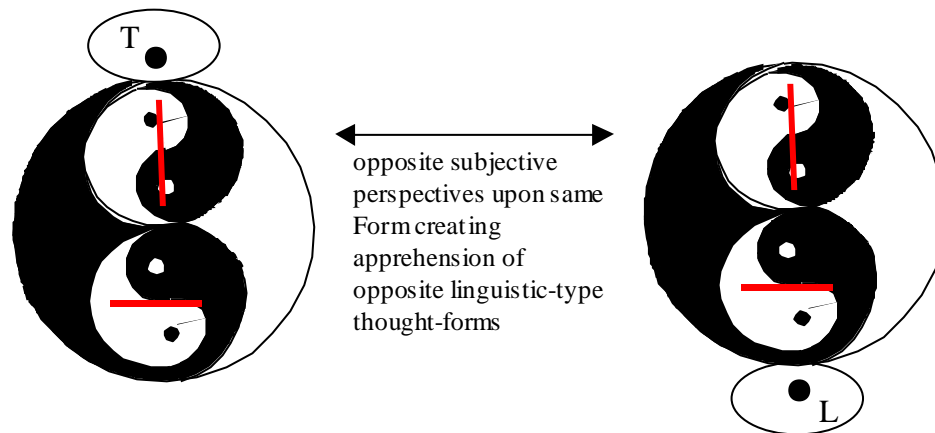 T
opposite subjective
perspectives upon same
Form creating
apprehension of
opposite linguistic-type
thought-forms
L